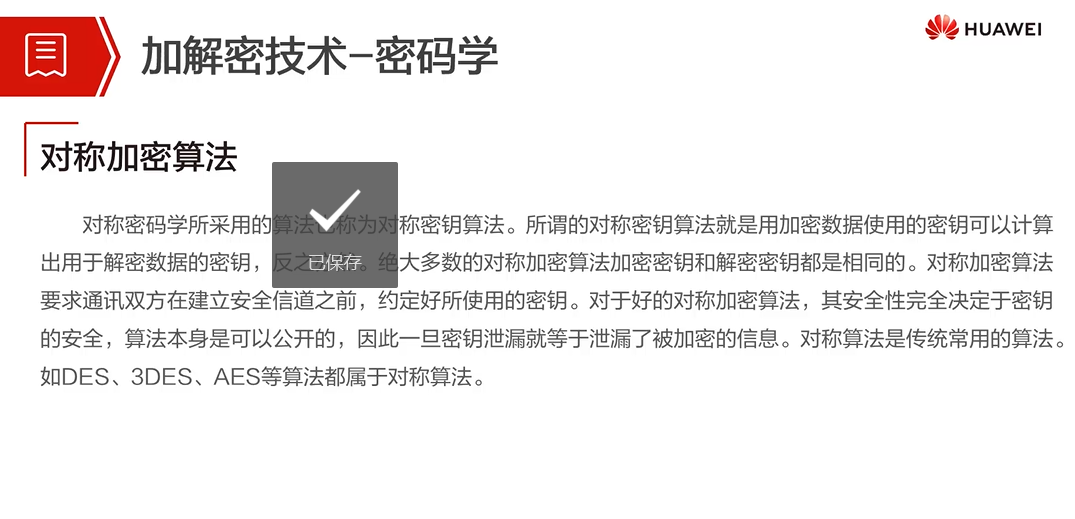 加解密技术-密码学
HUAWEI
对称加密算法
对称密码学所采用的算法也称为对称密钥算法。所谓的对称密钥算法就是用加密数据使用的密钥可以计算
出用于解密数据的密钥，反之亦然。绝大多数的对称加密算法加密密钥和解密密钥都是相同的。对称加密算法
要求通讯双方在建立安全信道之前，约定好所使用的密钥。对于好的对称加密算法，其安全性完全决定于密钥
的安全，算法本身是可以公开的，因此一旦密钥泄漏就等于泄漏了被加密的信息。对称算法是传统常用的算法。
如DES、3DES、AES等算法都属于对称算法。
已保存